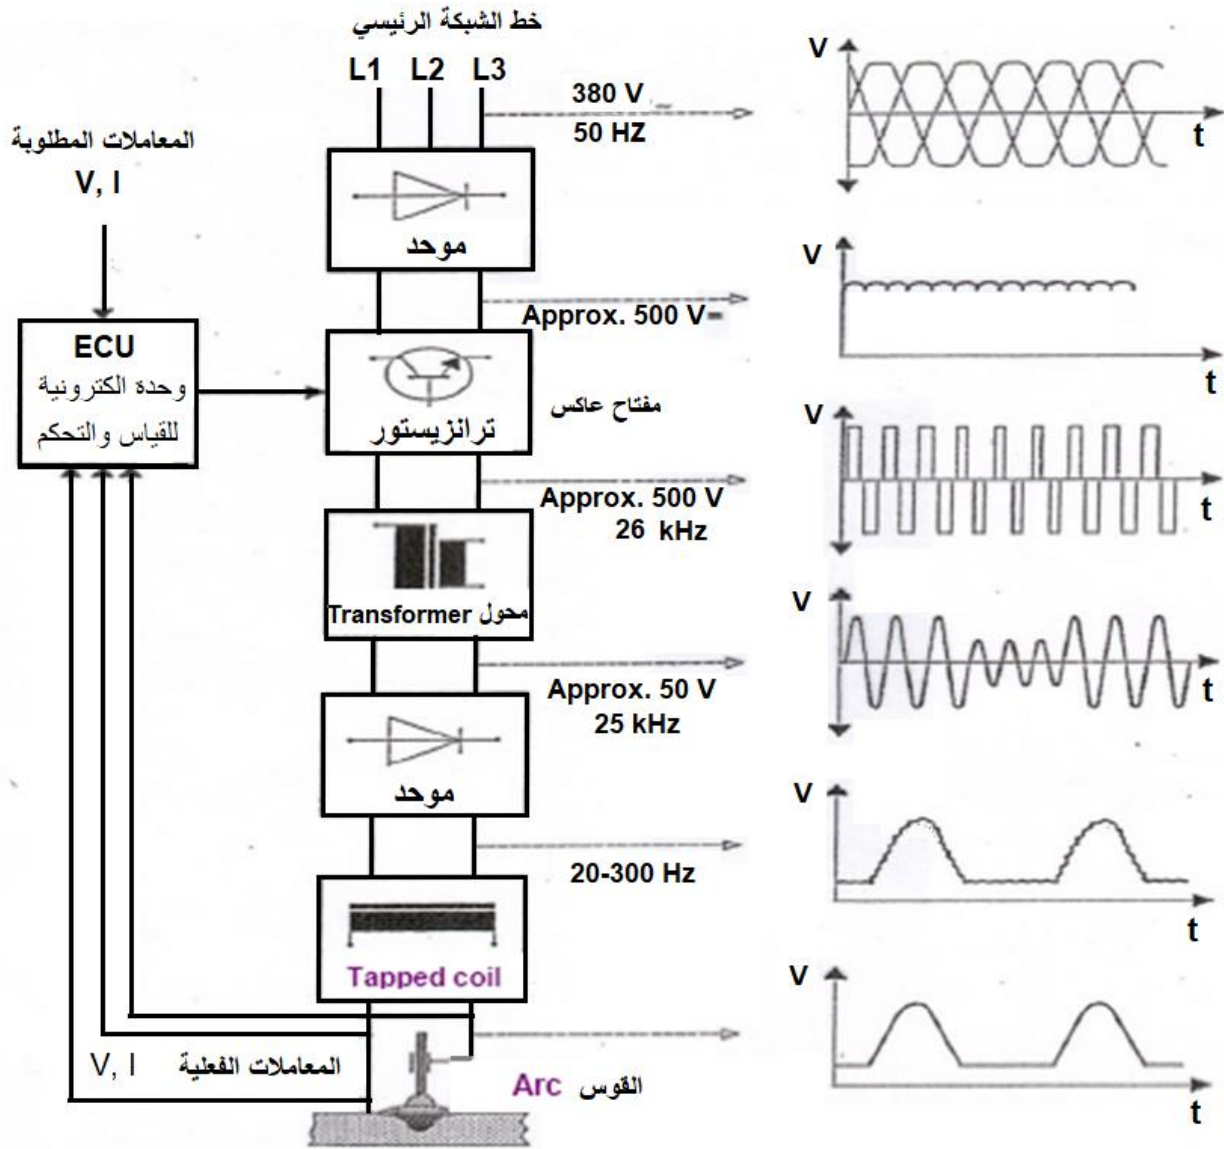 خط الشبكة الرئيسي
L1 L2 L3
380 V ~
50 HZ
V
t
المعاملات المطلوبة
V, I
موحد
Approx. 500 V=
V
t
ECU
وحدة الكترونية
للقياس والتحكم
ترانزيستور
مفتاح عاكس
Approx. 500 V
26 kHz
V
t
Transformer محول
Approx. 50 V
25 kHz
V
t
موحد
20-300 Hz
V
t
Tapped coil
V
t
V, I المعاملات الفعلية
Arc القوس